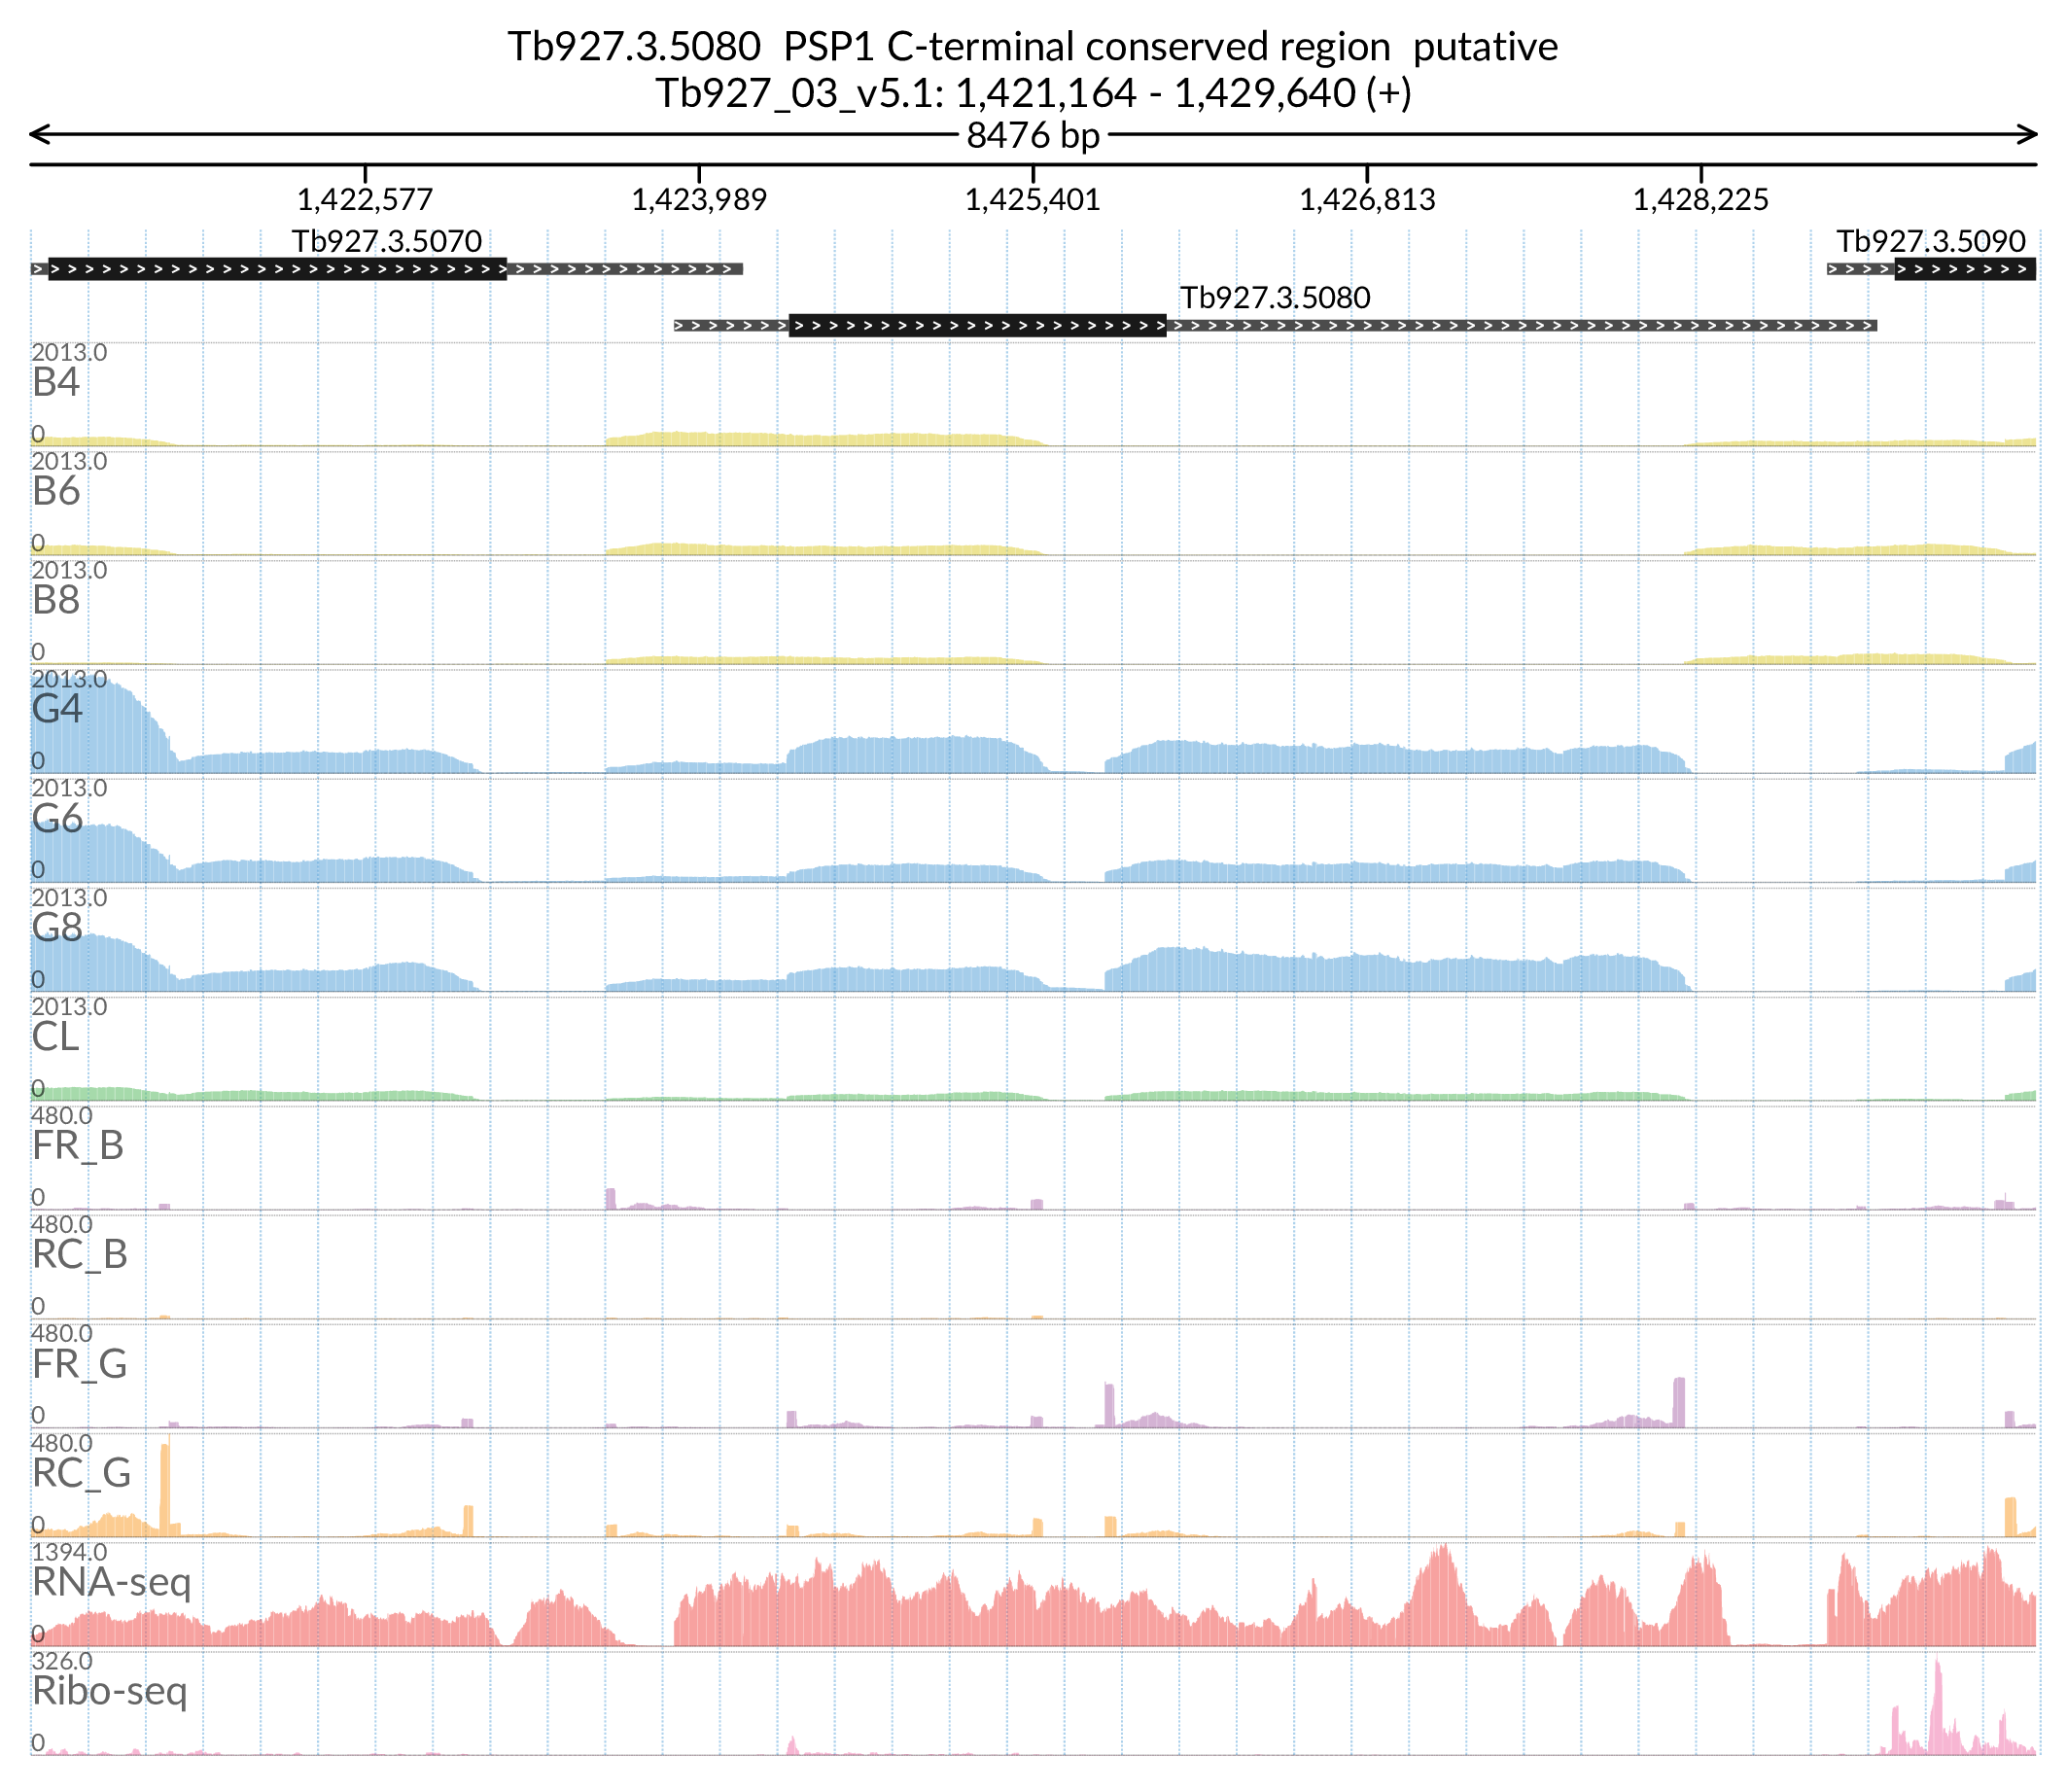 Tb927.3.5080  PSP1 C-terminal conserved region  putative
Tb927_03_v5.1: 1,421,164 - 1,429,640 (+)
8476 bp
1,422,577 1,423,989 1,425,401 1,426,813 1,428,225
Tb927.3.5070 Tb927.3.5090
Tb927.3.5080
2013.0
B4
0
2013.0
B6
0
2013.0
B8
0
2013.0
G4
0
2013.0
G6
0
2013.0
G8
0
2013.0
CL
0
480.0
FR_B
0
480.0
RC_B
0
480.0
FR_G
0
480.0
RC_G
0
1394.0
RNA-seq
0
326.0
Ribo-seq
0